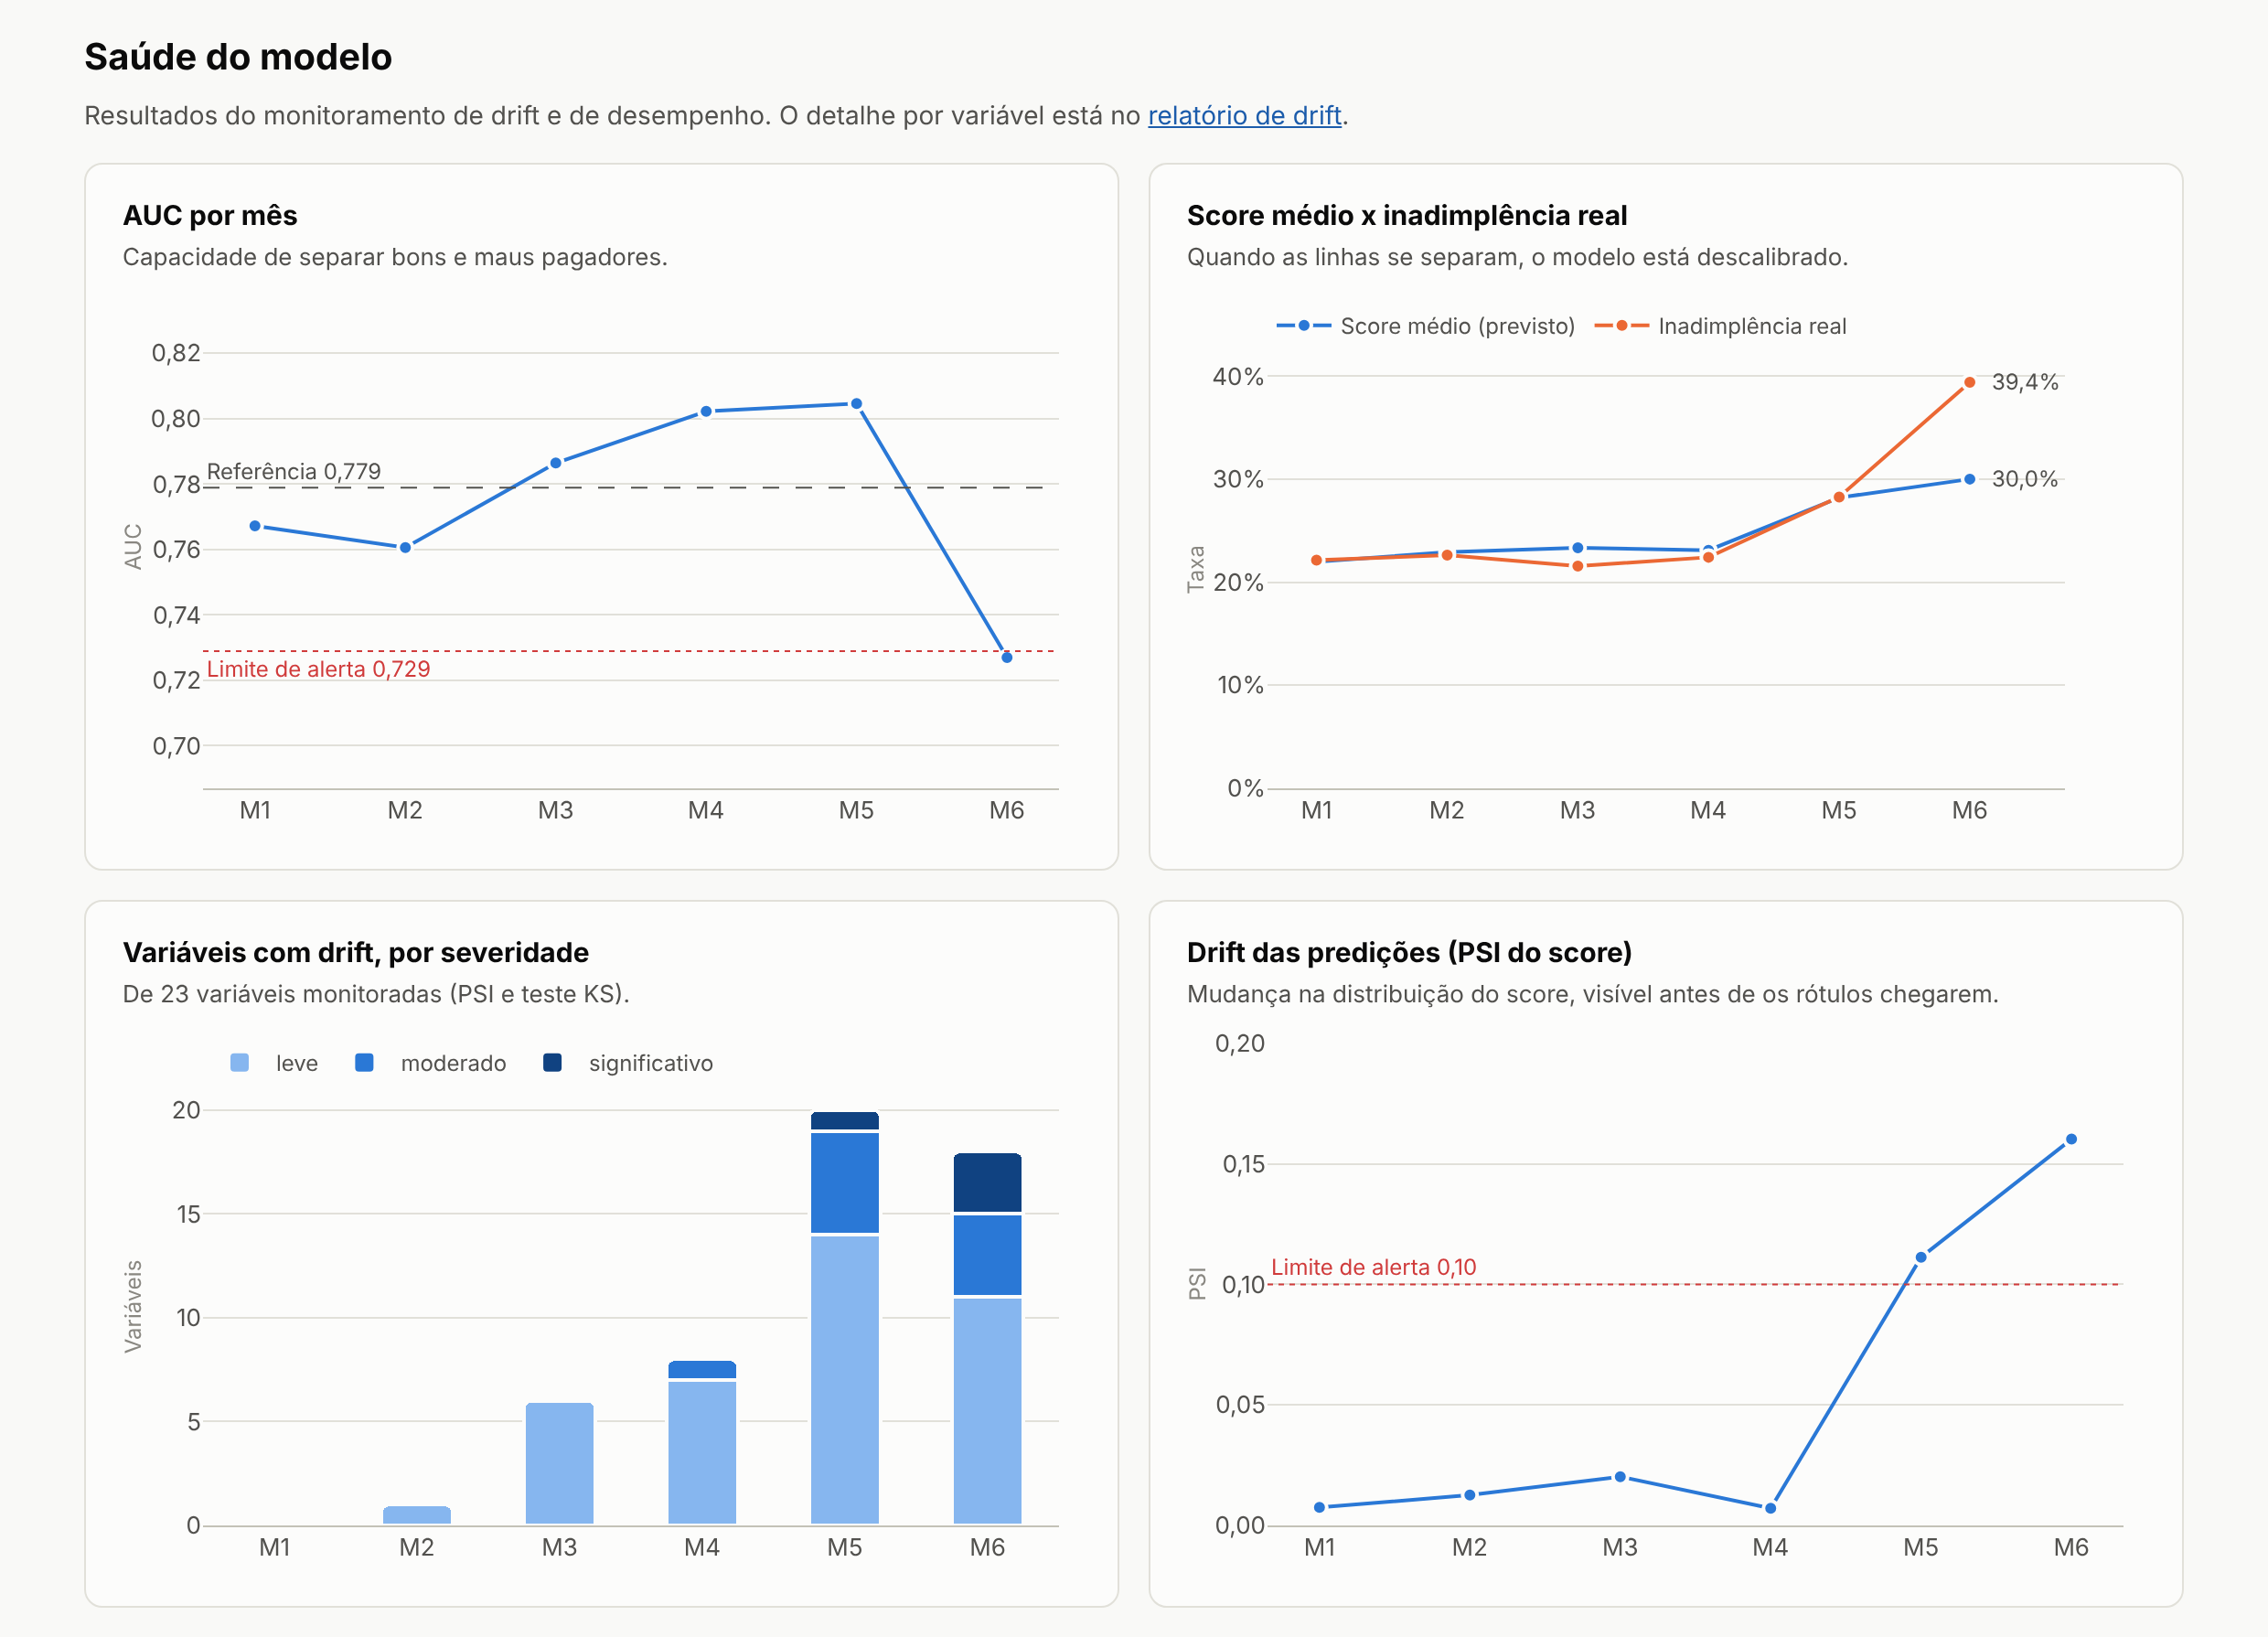 Saúde do modelo
Resultados do monitoramento de drift e de desempenho. O detalhe por variável está no relatório de drift.
AUC por mês
Capacidade de separar bons e maus pagadores.
0,82
0,80
Referência 0,779
0,78
AUC
0,76
0,74
Limite de alerta 0,729
0,72
0,70
M1 M2 M3 M4 M5 M6
Score médio x inadimplência real
Quando as linhas se separam, o modelo está descalibrado.
Score médio (previsto) Inadimplência real
40%
39,4%
30%
30,0%
Taxa
20%
10%
0%
M1 M2 M3 M4 M5 M6
Variáveis com drift, por severidade
De 23 variáveis monitoradas (PSI e teste KS).
leve moderado significativo
20
15
Variáveis
10
5
0
M1 M2 M3 M4 M5 M6
Drift das predições (PSI do score)
Mudança na distribuição do score, visível antes de os rótulos chegarem.
0,20
0,15
Limite de alerta 0,10
PSI
0,10
0,05
0,00
M1 M2 M3 M4 M5 M6